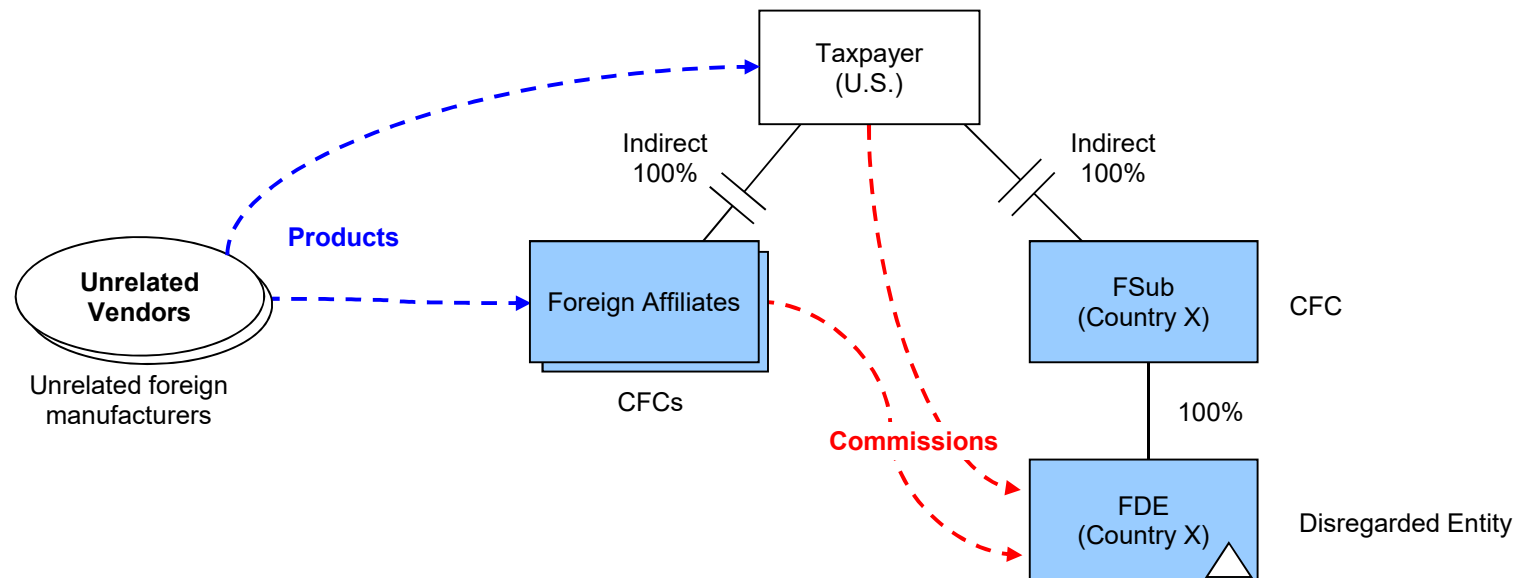 Taxpayer
(U.S.)
Indirect
100%
Indirect
100%
Products
Unrelated
Vendors
Foreign Affiliates
FSub
(Country X)
CFC
Unrelated foreign
manufacturers
CFCs
100%
Commissions
FDE
(Country X)
Disregarded Entity